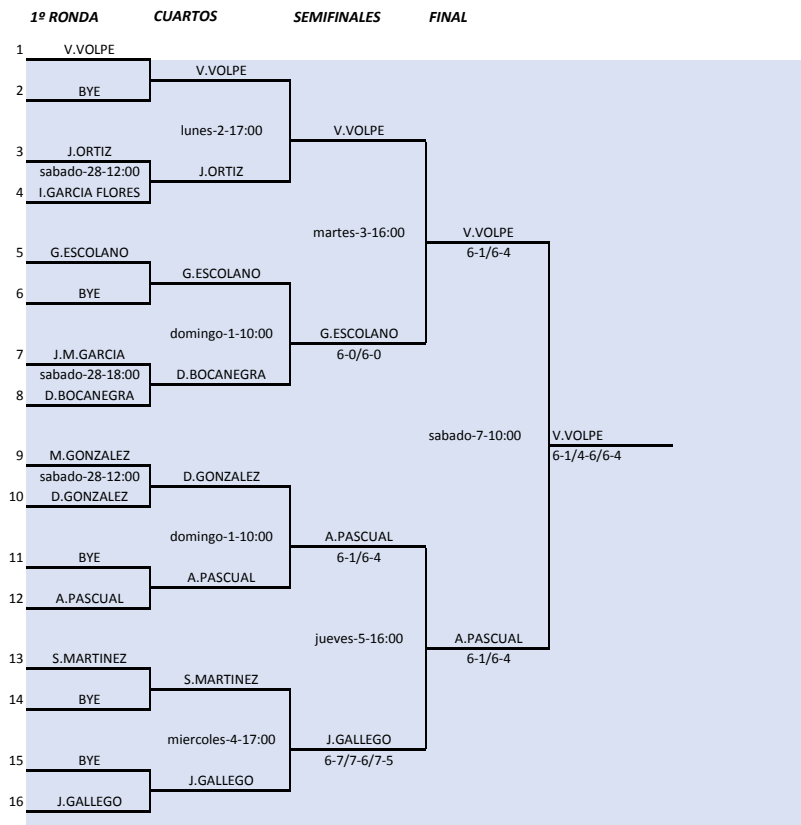 1º RONDA CUARTOS SEMIFINALES FINAL
1 V.VOLPE
V.VOLPE
2 BYE
lunes-2-17:00 V.VOLPE
3 J.ORTIZ
sabado-28-12:00 J.ORTIZ
4 I.GARCIA FLORES
martes-3-16:00 V.VOLPE
5 G.ESCOLANO 6-1/6-4
G.ESCOLANO
6 BYE
domingo-1-10:00 G.ESCOLANO
7 J.M.GARCIA 6-0/6-0
sabado-28-18:00 D.BOCANEGRA
8 D.BOCANEGRA
sabado-7-10:00 V.VOLPE
9 M.GONZALEZ 6-1/4-6/6-4
sabado-28-12:00 D.GONZALEZ
10 D.GONZALEZ
domingo-1-10:00 A.PASCUAL
11 BYE 6-1/6-4
A.PASCUAL
12 A.PASCUAL
jueves-5-16:00 A.PASCUAL
13 S.MARTINEZ 6-1/6-4
S.MARTINEZ
14 BYE
miercoles-4-17:00 J.GALLEGO
15 BYE 6-7/7-6/7-5
J.GALLEGO
16 J.GALLEGO